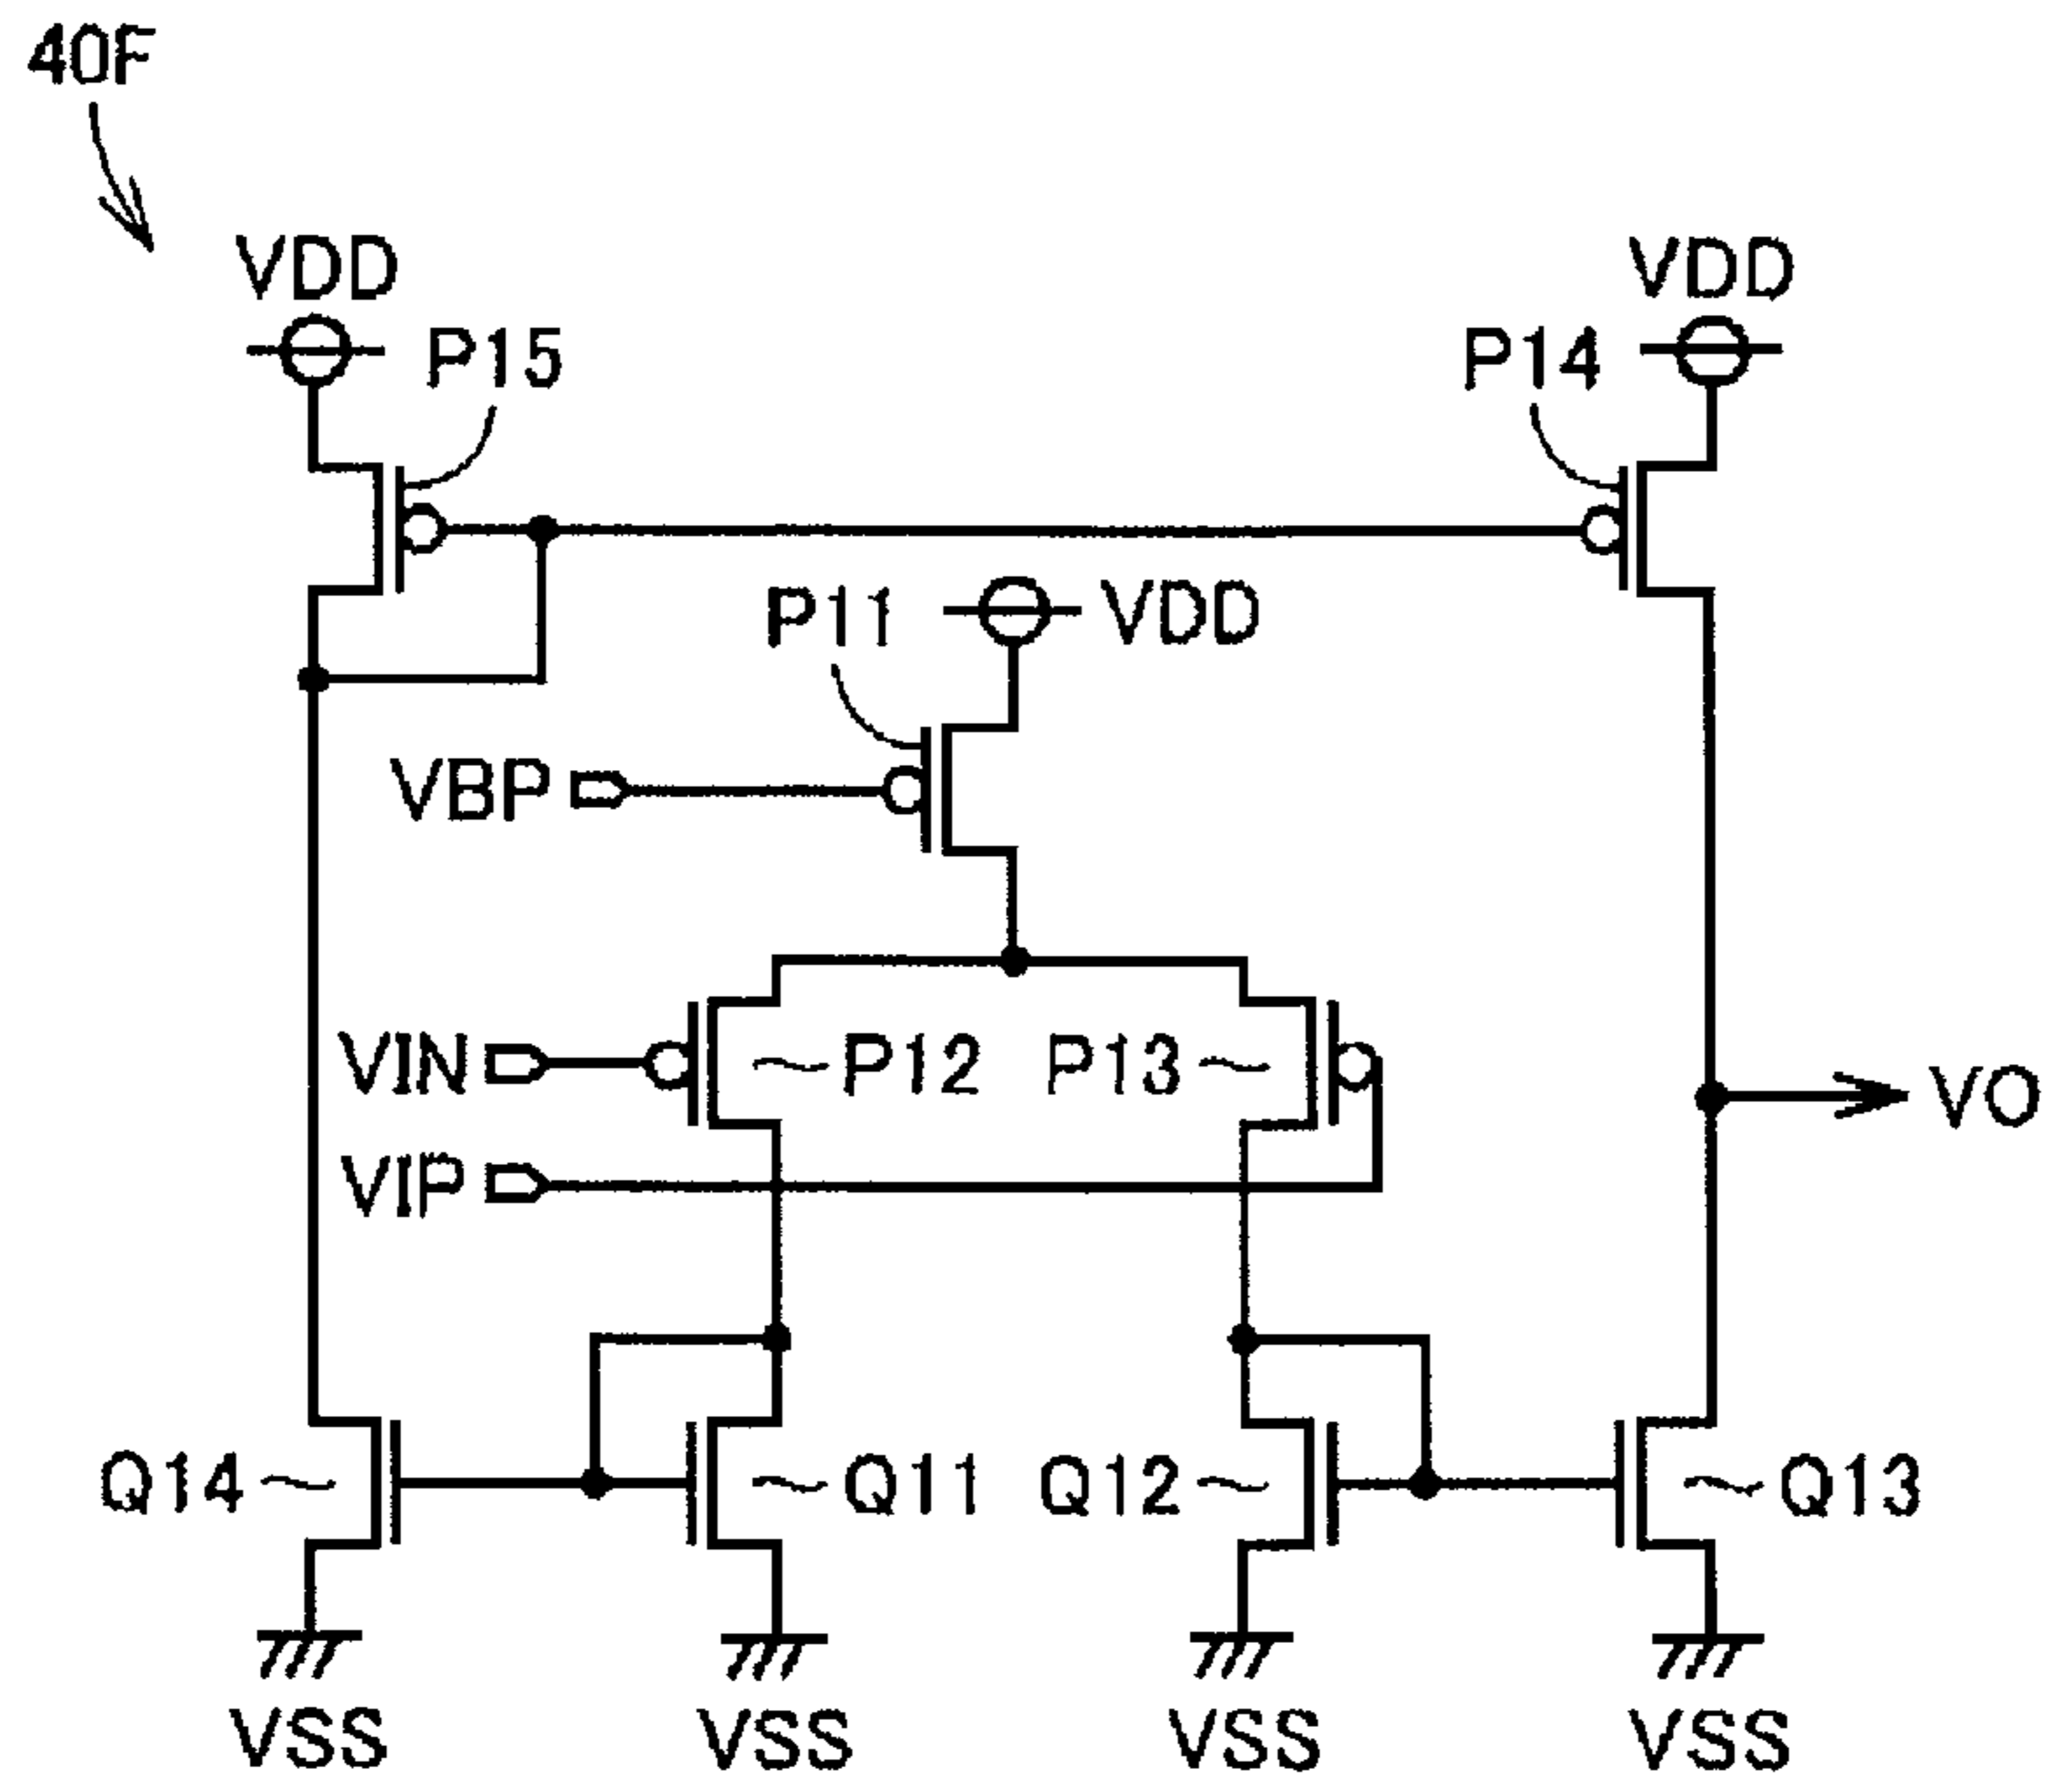 40F
VDD
VDD
P15
P14
P11
VDD
VBP
VIN
P12
P13
VO
VIP
Q14
Q11
Q12
Q13
VSS
VSS
VSS
VSS